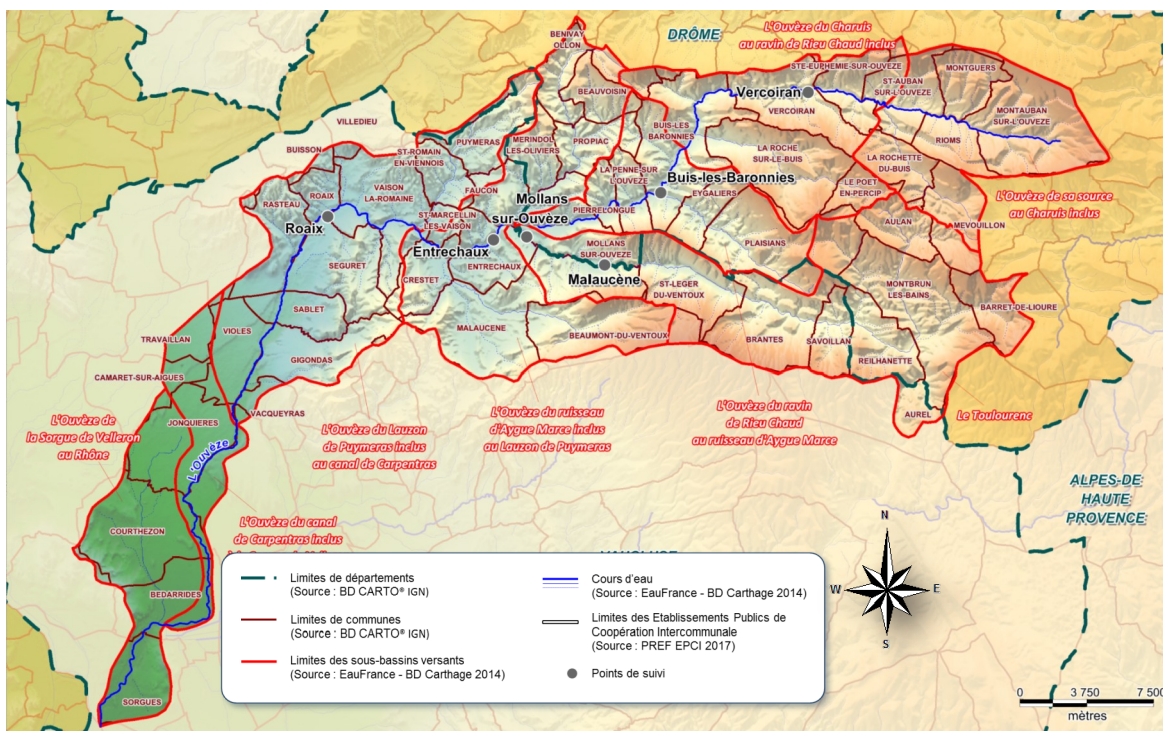 DRÔME
L'Ouvèze du Charuis
au ravin de Rieu Chaud inclus
BENIVAY
OLLON
STE-EUPHEMIE-SUR-OUVEZE
ST-AUBAN
SUR-L'OUVEZE
MONTGUERS
BEAUVOISIN
Vercoiran
VERCOIRAN
MONTAUBAN
SUR-L'OUVEZE
VILLEDIEU
BUIS-LES
BARONNIES
RIOMS
PUYMERAS
MERINDOL
LES-OLIVIERS
PROPIAC
BUISSON
ST-ROMAIN
EN-VIENNOIS
LA ROCHE
SUR-LE-BUIS
LA ROCHETTE
DU-BUIS
LA PENNE-SUR
L'OUVEZE
Buis-les-Baronnies
ROAIX
VAISON
LA-ROMAINE
FAUCON
LE POET
EN-PERCIP
EYGALIERS
L'Ouvèze de sa source
au Charuis inclus
RASTEAU
Mollans
sur-Ouvèze
PIERRELONGUE
ST-MARCELLIN
LES VAISON
AULAN
MEVOUILLON
Roaix
Entrechaux
MOLLANS
SUR-OUVEZE
PLAISIANS
SEGURET
ENTRECHAUX
CRESTET
Malaucène
ST-LEGER
DU-VENTOUX
MONTBRUN
LES-BAINS
BARRET-DE-LIOURE
SABLET
VIOLES
MALAUCENE
BEAUMONT-DU-VENTOUX
BRANTES
SAVOILLAN
TRAVAILLAN
GIGONDAS
REILHANETTE
CAMARET-SUR-AIGUES
VACQUEYRAS
AUREL
Le Toulourenc
L'Ouvèze de
la Sorgue de Velleron
au Rhône
JONQUIERES
L'Ouvèze
L'Ouvèze du Lauzon
de Puymeras inclus
au canal de Carpentras
L'Ouvèze du ruisseau
d'Aygue Marce inclus
au Lauzon de Puymeras
L'Ouvèze du ravin
de Rieu Chaud
au ruisseau d'Aygue Marce
ALPES-DE
HAUTE
PROVENCE
COURTHEZON
L'Ouvèze du canal
de Carpentras inclus
BEDARRIDES
SORGUES
Limites de départements
(Source : BD CARTO® IGN)
Limites de communes
(Source : BD CARTO® IGN)
Limites des sous-bassins versants
(Source : EauFrance - BD Carthage 2014)
Cours d'eau
(Source : EauFrance - BD Carthage 2014)
Limites des Etablissements Publics de
Coopération Intercommunale
(Source : PREF EPCI 2017)
Points de suivi
N
W
E
S
0 3 750 7 500
mètres